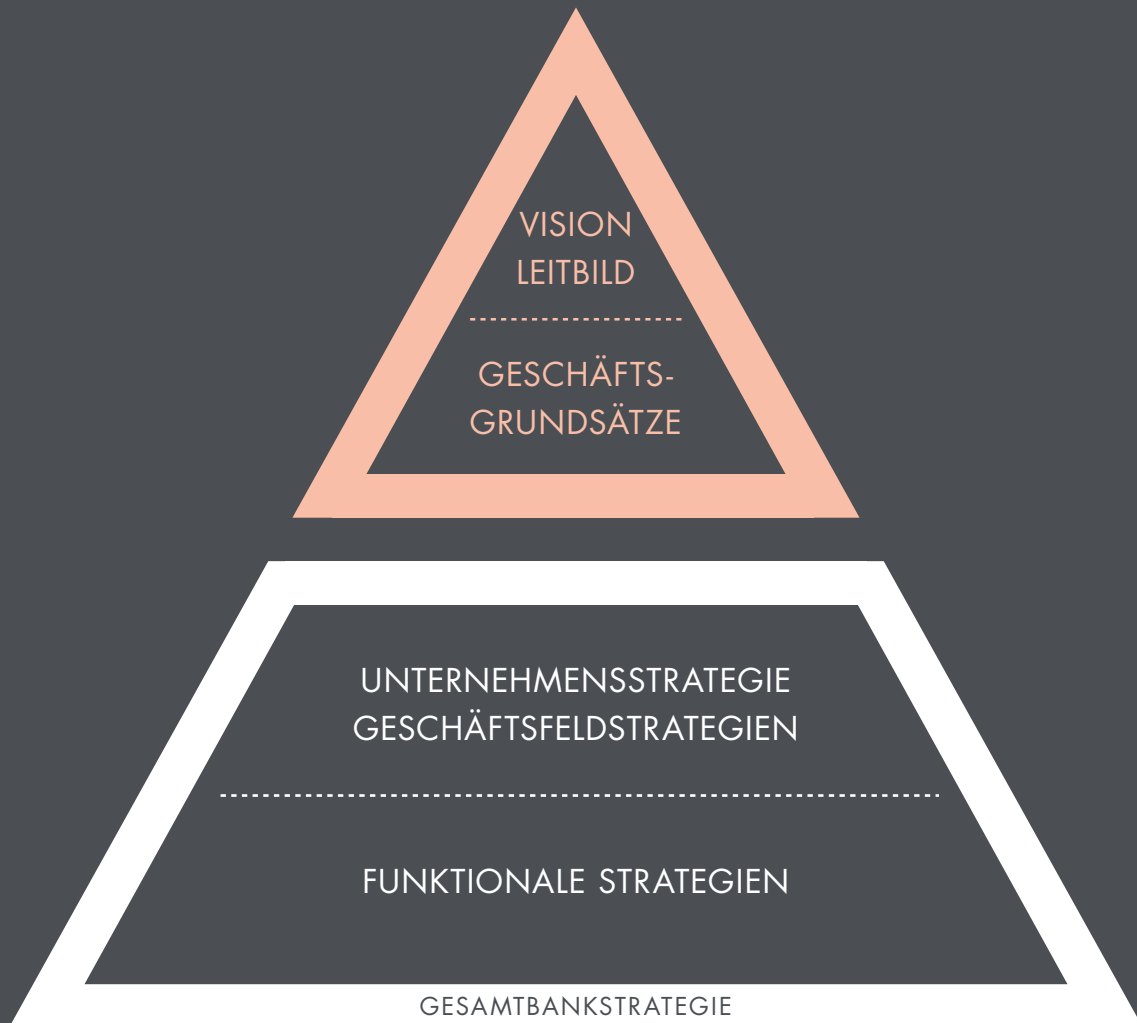 VISION
LEITBILD
GESCHÄFTS-
GRUNDSÄTZE
UNTERNEHMENSSTRATEGIE
GESCHÄFTSFELDSTRATEGIEN
FUNKTIONALE STRATEGIEN
GESAMTBANKSTRATEGIE